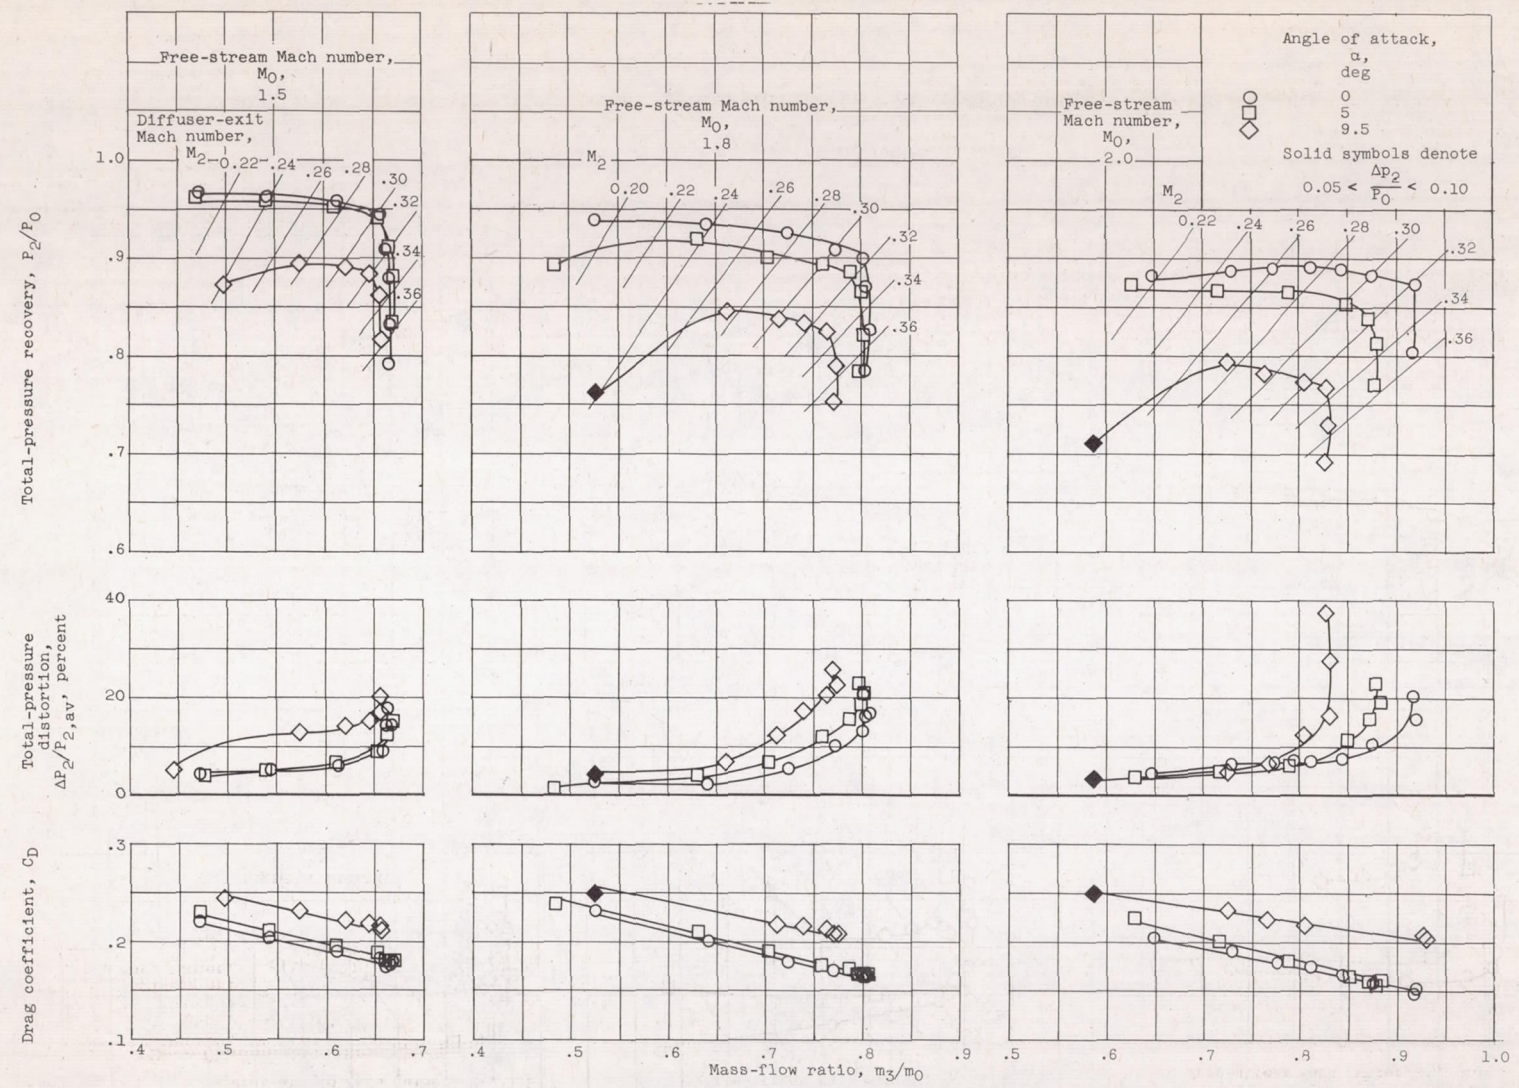 Free-stream Mach number,
M0,
1.5
Diffuser-exit
Mach number,
M2
0.22
.24
.26
.28
.30
.32
.34
.36
Free-stream Mach number,
M0,
1.8
M2
0.20
.22
.24
.26
.28
.30
.32
.34
.36
Free-stream
Mach number,
M0,
2.0
M2
0.22
.24
.26
.28
.30
.32
.34
.36
Angle of attack,
α,
deg
0
5
9.5
Solid symbols denote
0.05 < Δp2/P0 < 0.10
Total-pressure recovery, P2/P0
1.0
.9
.8
.7
.6
Total-pressure
distortion,
ΔP2/P2,av, percent
40
20
0
Drag coefficient, CD
.3
.2
.1
.4 .5 .6 .7
.4 .5 .6 .7 .8 .9
.5 .6 .7 .8 .9 1.0
Mass-flow ratio, m3/m0